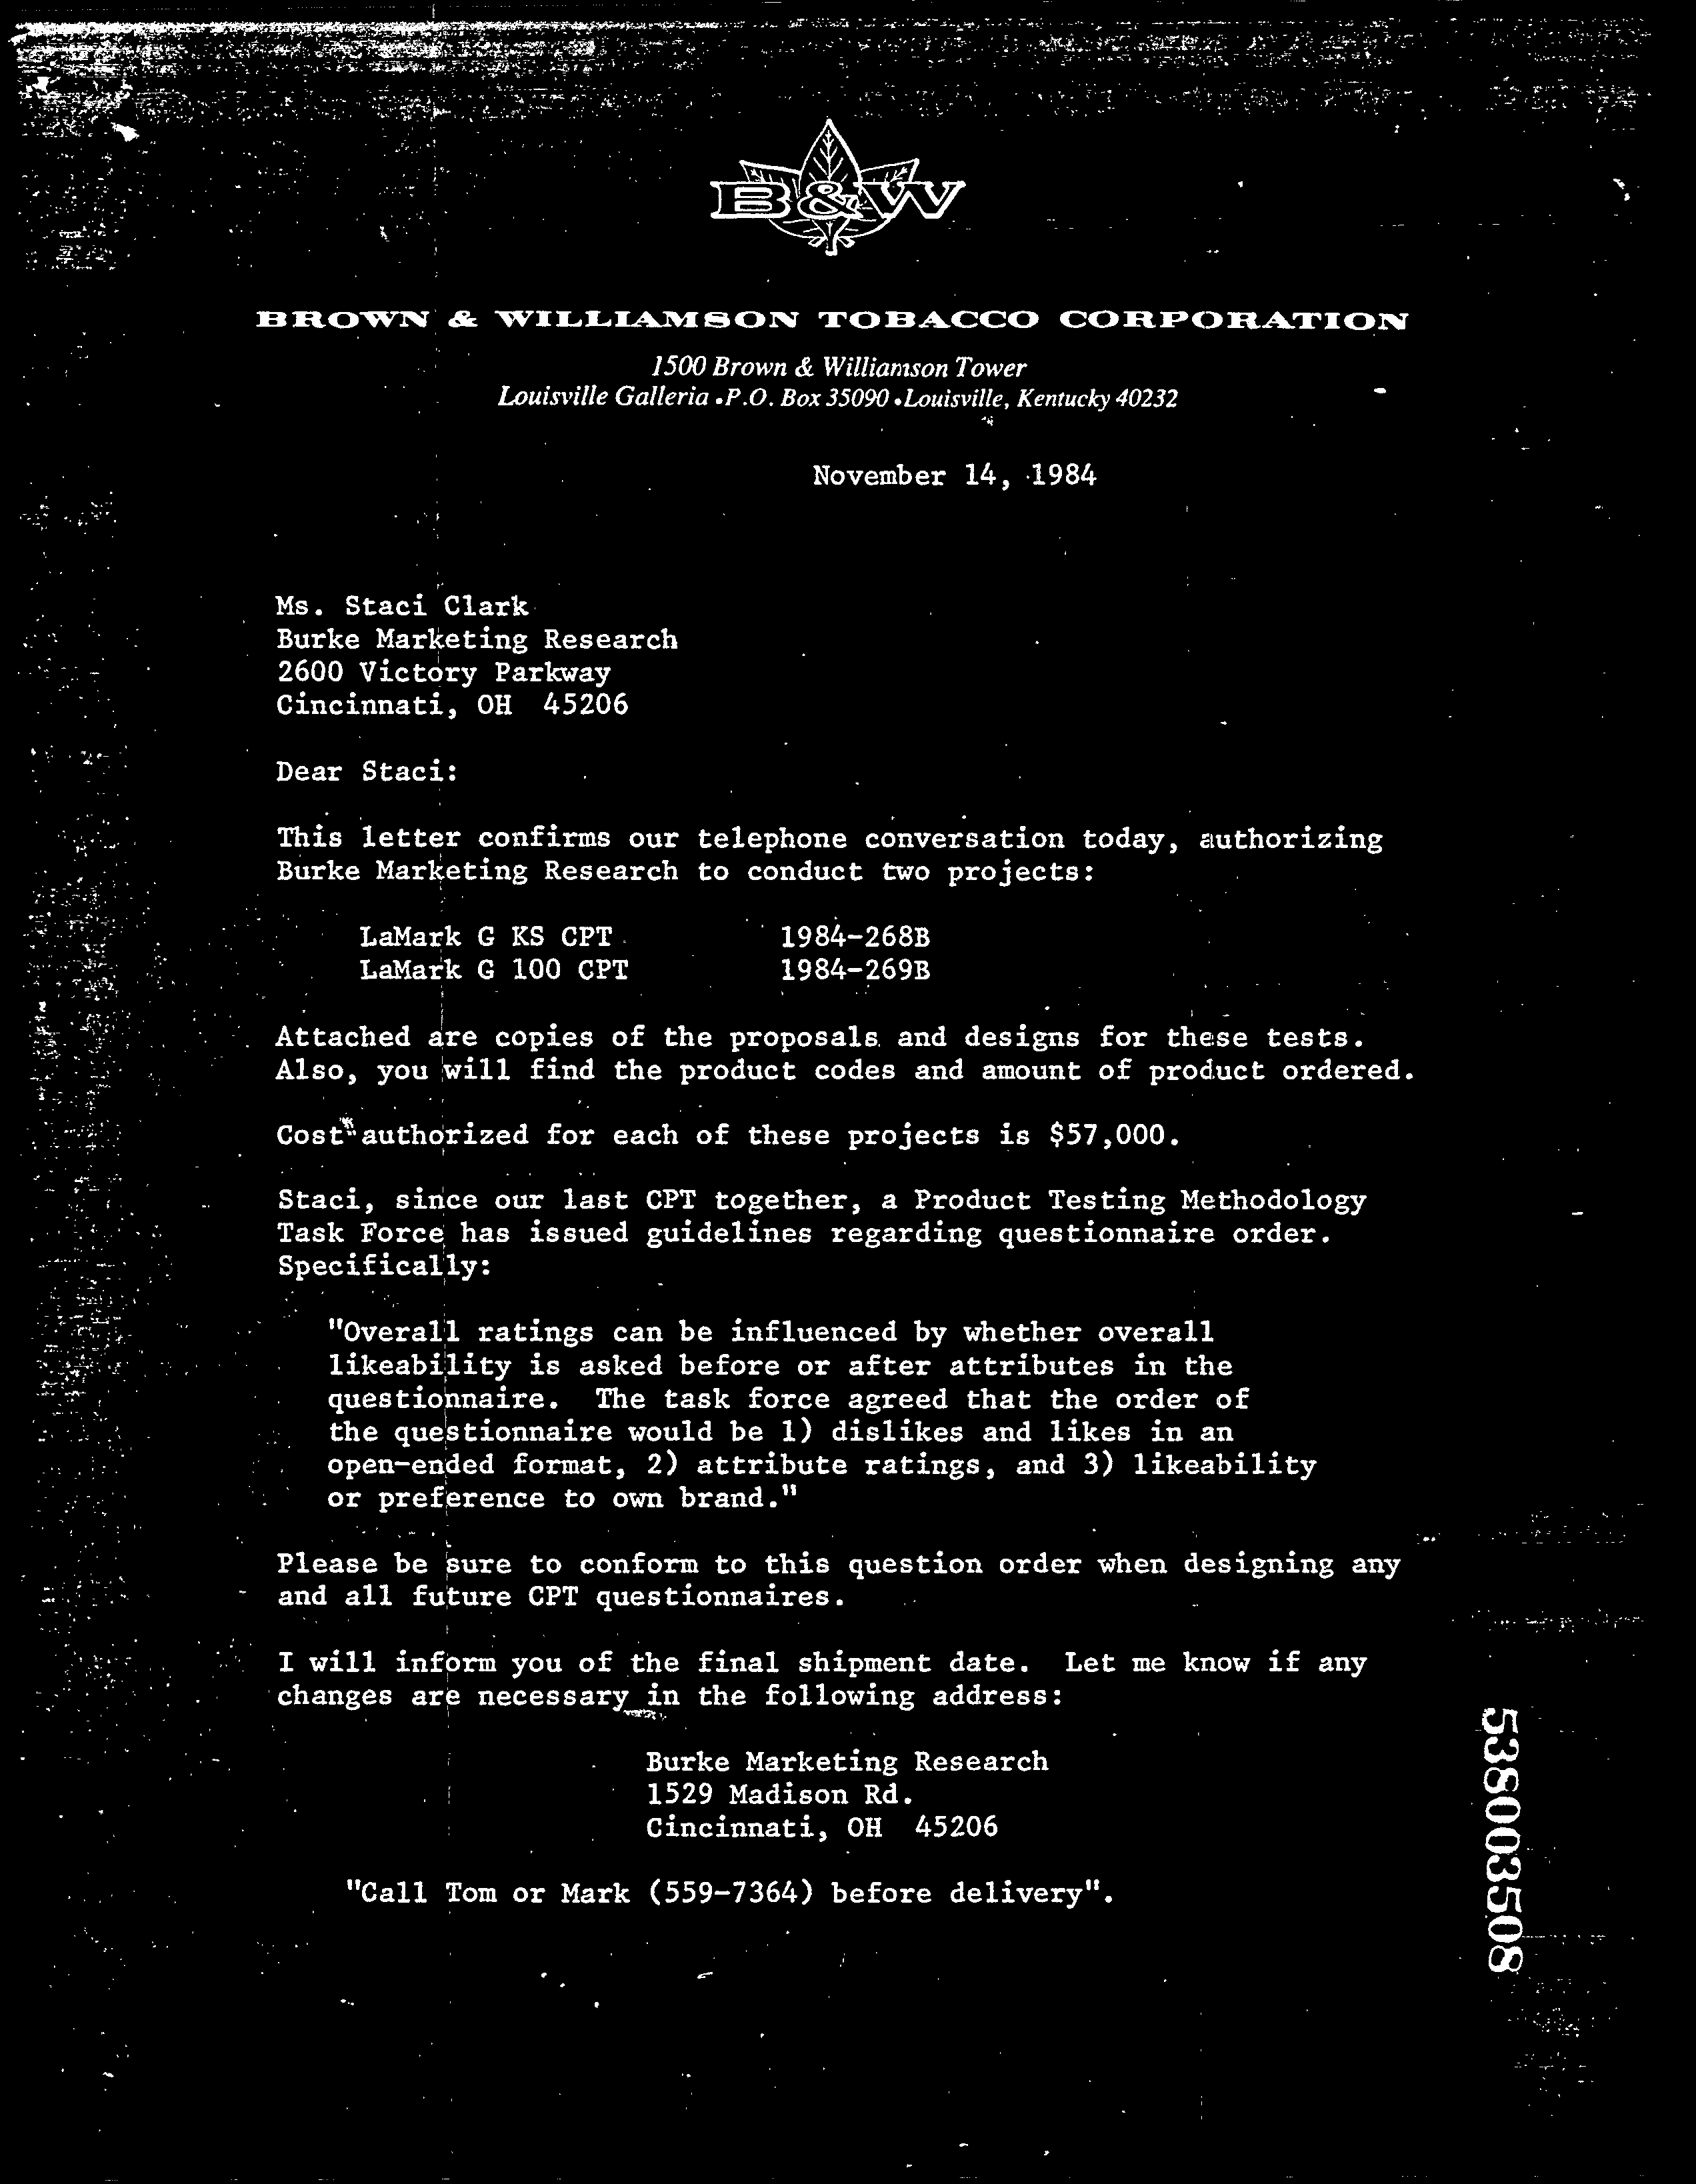 B&W
BROWN & WILLIAMSON TOBACCO CORPORATION
1500 Brown & Williamson Tower
Louisville Galleria •P.O. Box 35090 •Louisville, Kentucky 40232
November 14, 1984
Ms. Staci Clark
Burke Marketing Research
2600 Victory Parkway
Cincinnati, OH 45206
Dear Staci:
This letter confirms our telephone conversation today, authorizing
Burke Marketing Research to conduct two projects:
LaMark G KS CPT 1984-268B
LaMark G 100 CPT 1984-269B
Attached are copies of the proposals and designs for these tests.
Also, you will find the product codes and amount of product ordered.
Cost authorized for each of these projects is $57,000.
Staci, since our last CPT together, a Product Testing Methodology
Task Force has issued guidelines regarding questionnaire order.
Specifically:
"Overall ratings can be influenced by whether overall
likeability is asked before or after attributes in the
questionnaire. The task force agreed that the order of
the questionnaire would be 1) dislikes and likes in an
open-ended format, 2) attribute ratings, and 3) likeability
or preference to own brand."
Please be sure to conform to this question order when designing any
and all future CPT questionnaires.
I will inform you of the final shipment date. Let me know if any
changes are necessary in the following address:
Burke Marketing Research
1529 Madison Rd.
Cincinnati, OH 45206
"Call Tom or Mark (559-7364) before delivery".
538003508